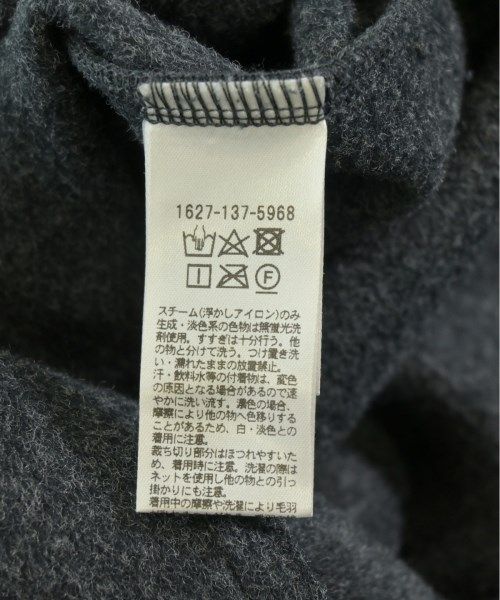 1627-137-5968
F
スチーム(浮かしアイロン)のみ
生成・淡色系の色物は無蛍光洗
剤使用。すすぎは十分行う。他
の物と分けて洗う。つけ置き洗
い・濡れたままの放置禁止。
汗・飲料水等の付着物は、変色
の原因となる場合があるので速
やかに洗い流す。濃色の場合、
摩擦により他の物へ色移りする
ことがあるため、白・淡色との
着用に注意。
裁ち切り部分はほつれやすいた
め、着用時に注意。洗濯の際は
ネットを使用し他の物との引っ
掛かりにも注意。
着用中の摩擦や洗濯により毛羽